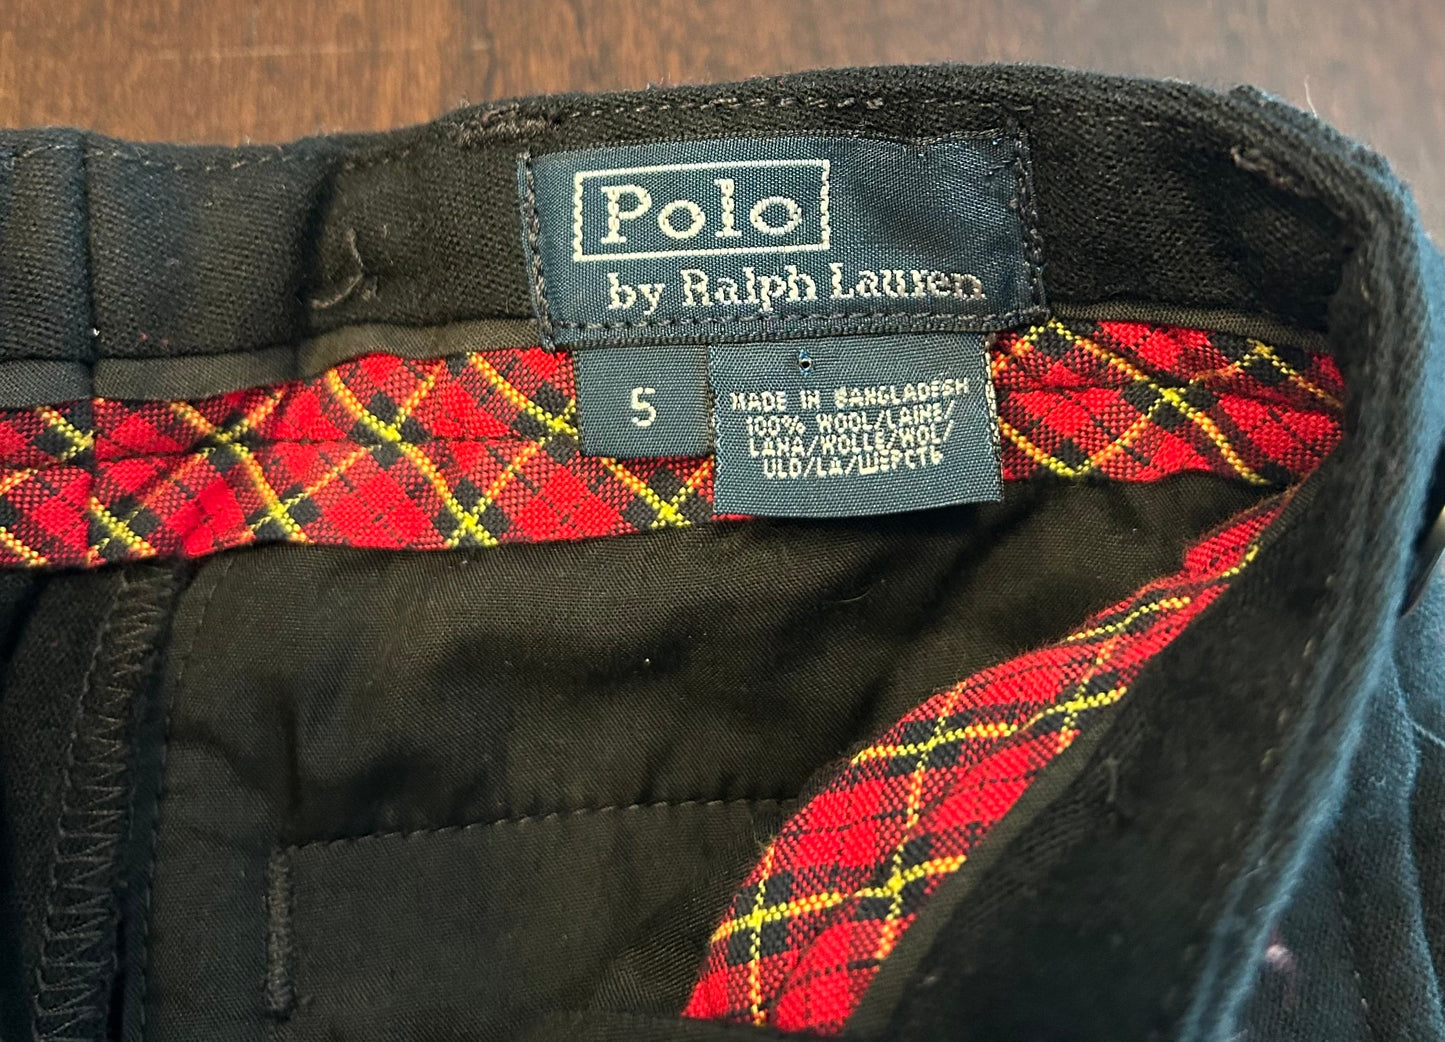 Polo
by Ralph Lauren
5
MADE IN BANGLADESH
100% WOOL/LAINE/
LANA/WOLLE/WOL/
ULD/LA/ШЕРСТЬ